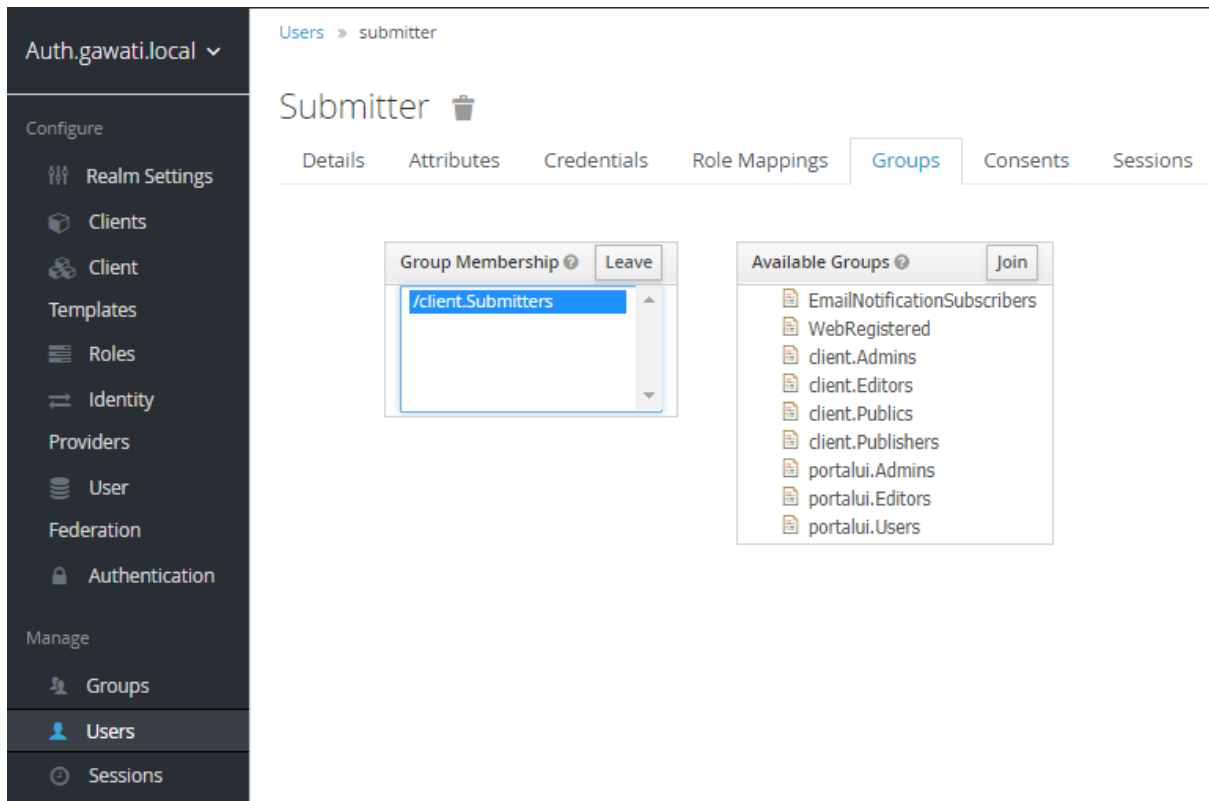 Auth.gawati.local
Configure
Realm Settings
Clients
Client
Templates
Roles
Identity
Providers
User
Federation
Authentication
Manage
Groups
Users
Sessions
Users » submitter
Submitter
Details Attributes Credentials Role Mappings Groups Consents Sessions
Group Membership Leave
/client.Submitters
Available Groups Join
EmailNotificationSubscribers
WebRegistered
client.Admins
client.Editors
client.Publics
client.Publishers
portalui.Admins
portalui.Editors
portalui.Users